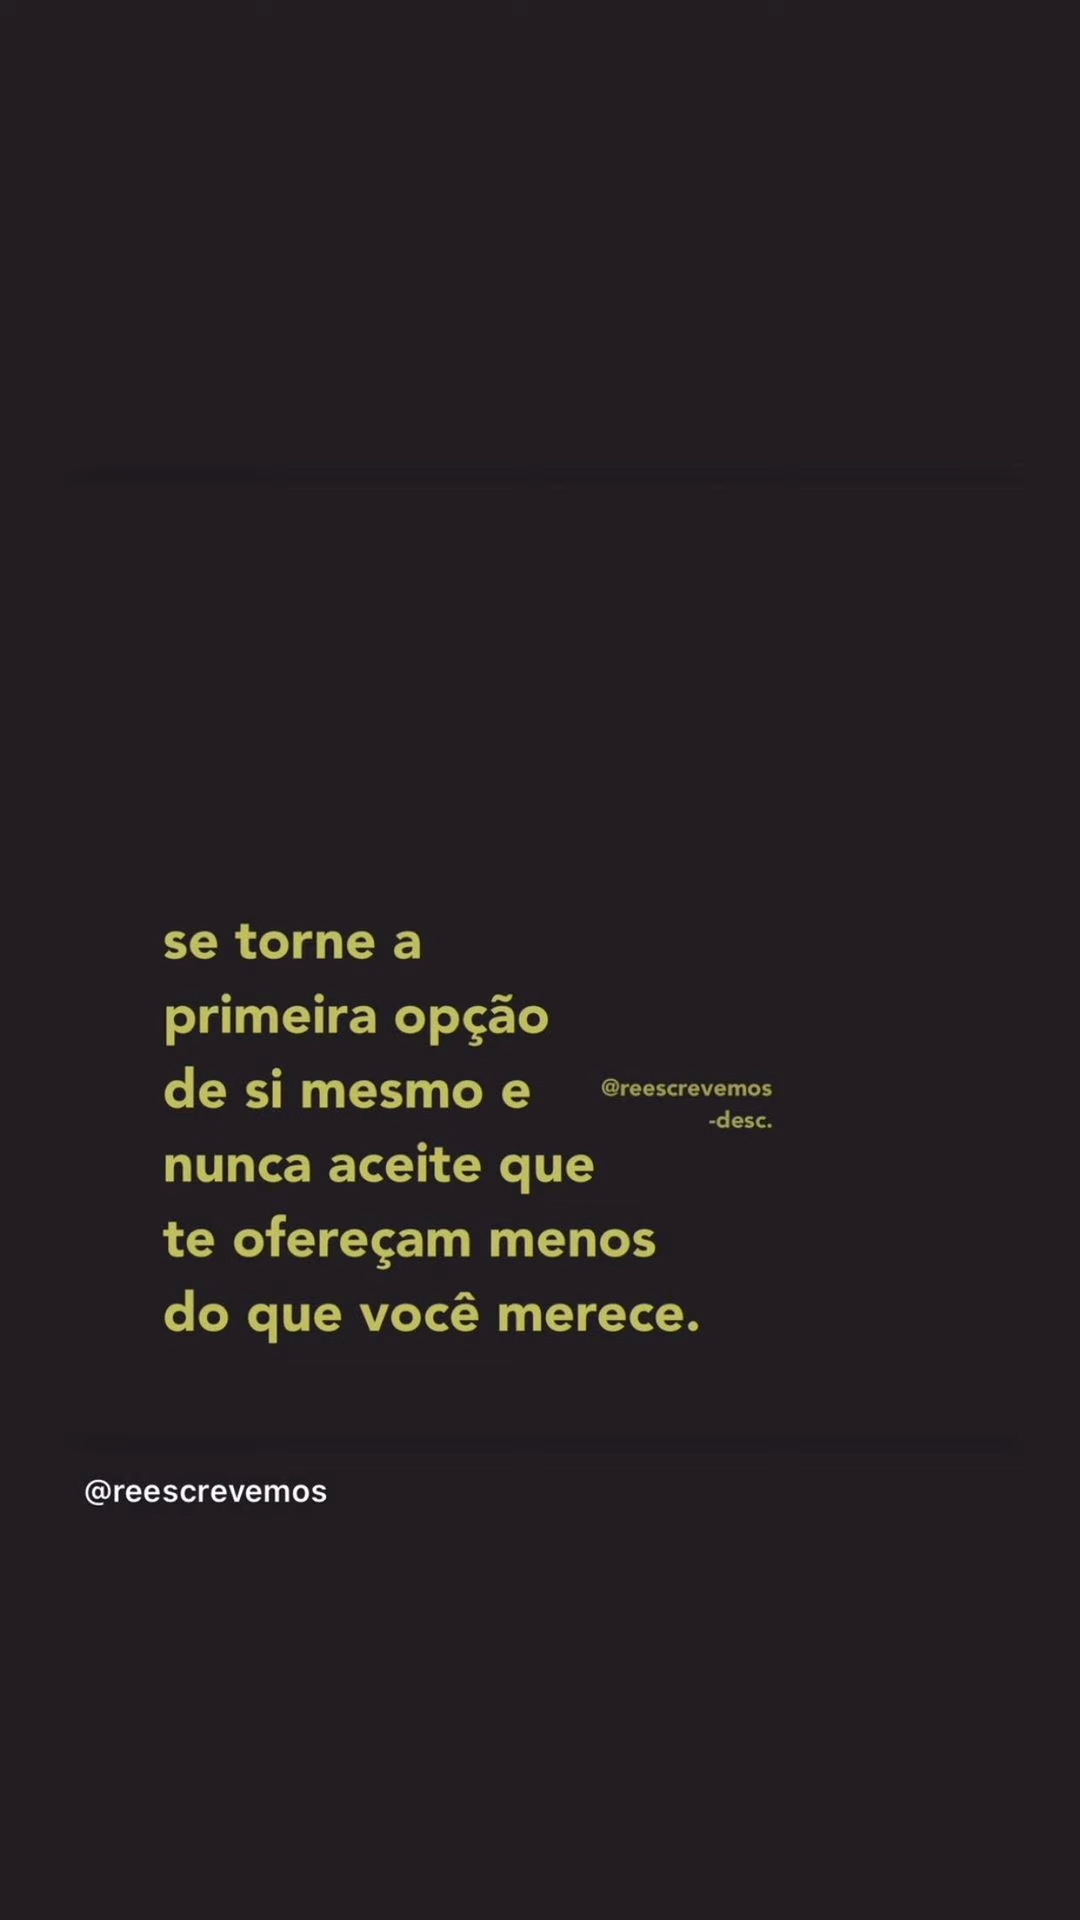 se torne a
primeira opção
de si mesmo e
nunca aceite que
te ofereçam menos
do que você merece.
@reescrevemos
-desc.
@reescrevemos